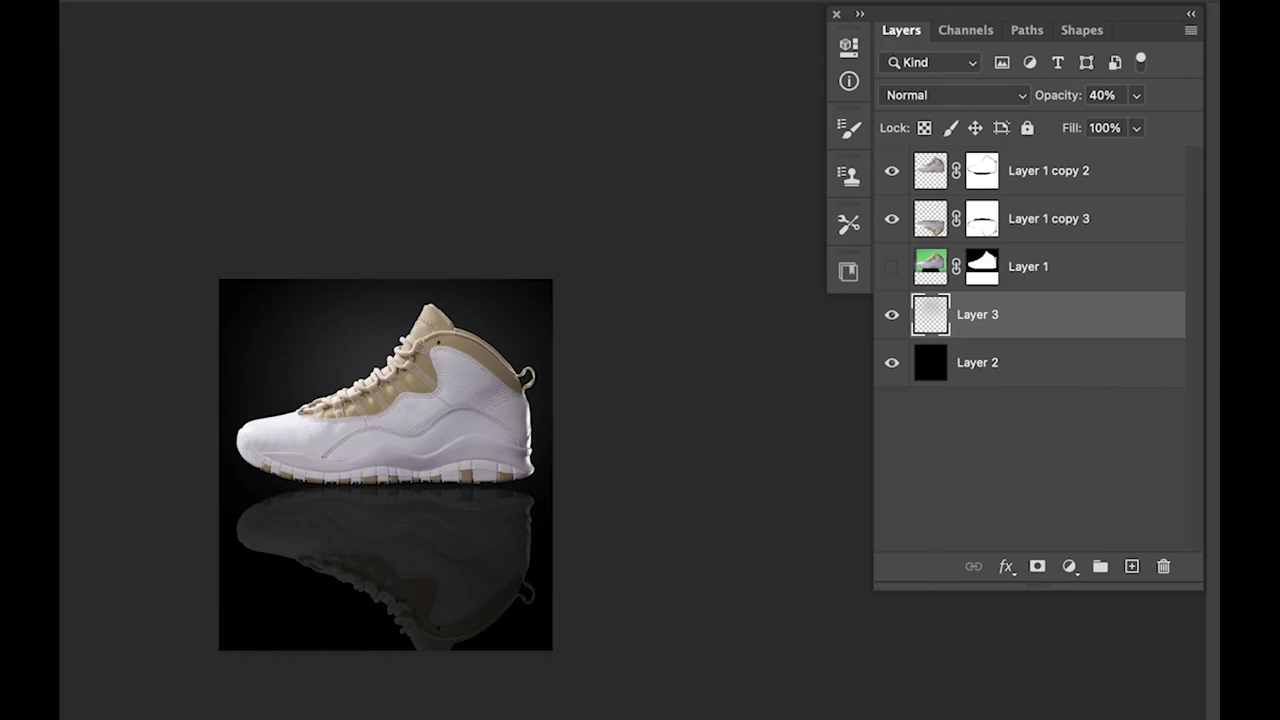 Layers Channels Paths Shapes
Kind
Normal Opacity: 40%
Lock: Fill: 100%
Layer 1 copy 2
Layer 1 copy 3
Layer 1
Layer 3
Layer 2
fx